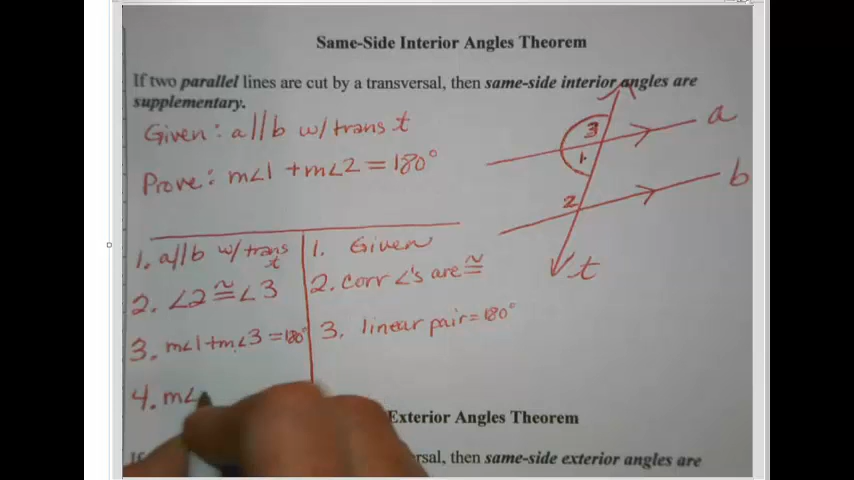 Same-Side Interior Angles Theorem
If two parallel lines are cut by a transversal, then same-side interior angles are
supplementary.
Given: a||b w/trans t
Prove: m∠1 + m∠2 = 180°
3
1
2
a
b
t
1. a||b w/trans t
1. Given
2. ∠2 ≅ ∠3
2. corr ∠'s are ≅
3. m∠1+m∠3=180°
3. linear pair=180°
4. m∠
Exterior Angles Theorem
If
rsal, then same-side exterior angles are